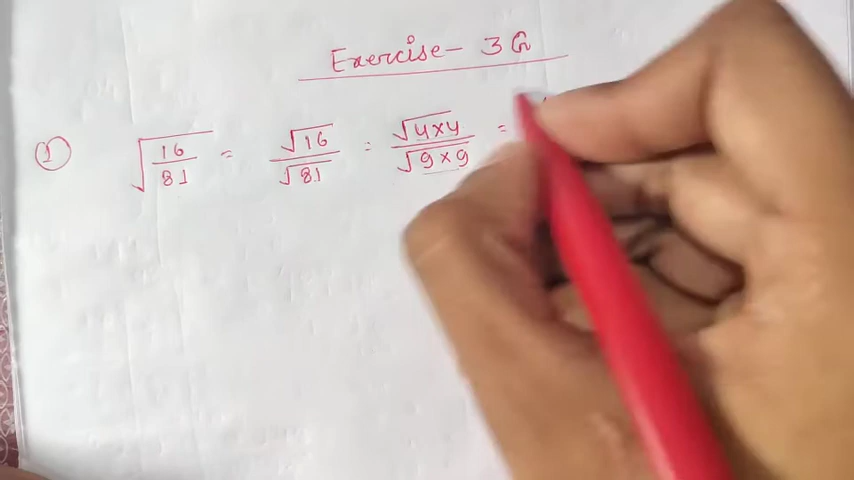 Exercise - 3G
① √(16/81) = √16/√81 = √(4×4)/√(9×9) =